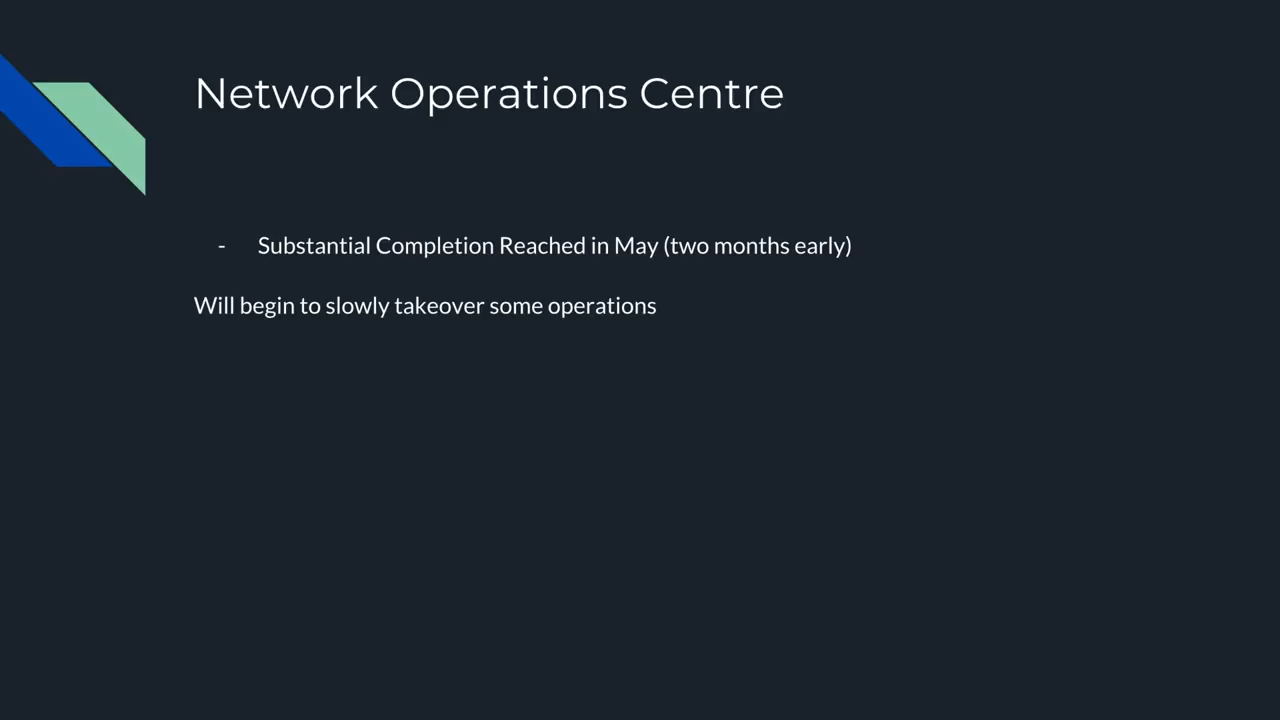 Network Operations Centre
- Substantial Completion Reached in May (two months early)
Will begin to slowly takeover some operations